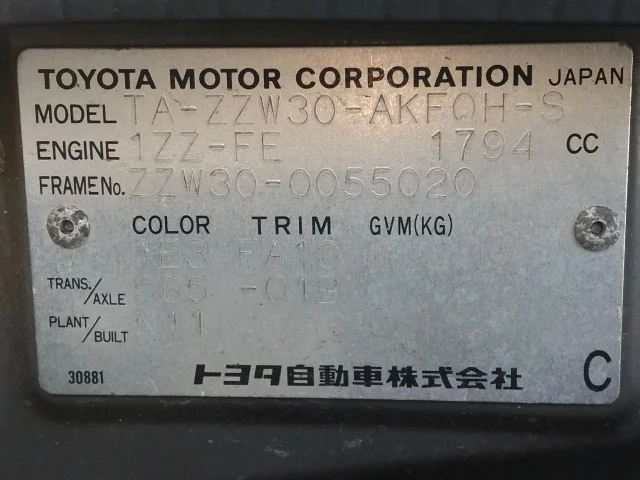 TOYOTA MOTOR CORPORATION JAPAN
MODEL TA-ZZW30-AKFQH-S
ENGINE 1ZZ-FE 1794 CC
FRAME No. ZZW30-0055020
COLOR TRIM GVM(KG)
1E3 FA10
TRANS./AXLE C65 -01B
PLANT/BUILT N11
30881 トヨタ自動車株式会社 C